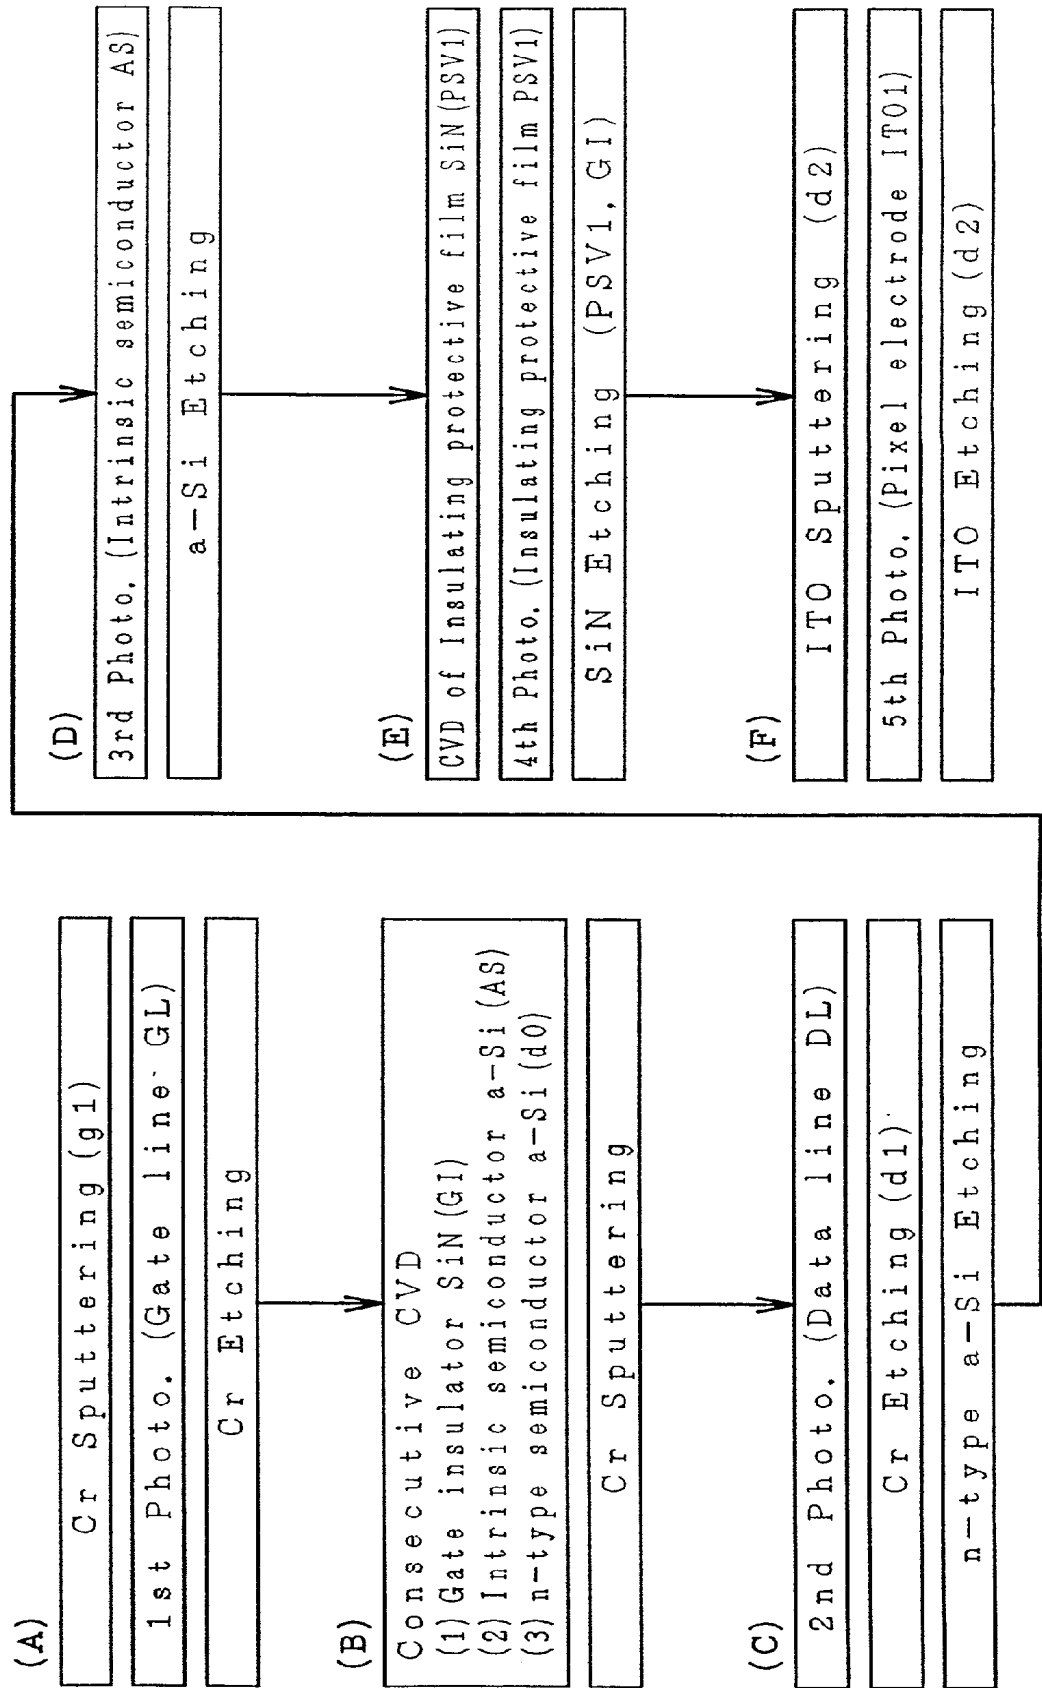 (A)
Cr Sputtering (g1)
1st Photo. (Gate line GL)
Cr Etching
(B)
Consecutive CVD
(1) Gate insulator SiN (GI)
(2) Intrinsic semiconductor a-Si (AS)
(3) n-type semiconductor a-Si (d0)
Cr Sputtering
(C)
2nd Photo. (Data line DL)
Cr Etching (d1)
n-type a-Si Etching
(D)
3rd Photo. (Intrinsic semiconductor AS)
a-Si Etching
(E)
CVD of Insulating protective film SiN (PSV1)
4th Photo. (Insulating protective film PSV1)
SiN Etching (PSV1, GI)
(F)
ITO Sputtering (d2)
5th Photo. (Pixel electrode ITO1)
ITO Etching (d2)